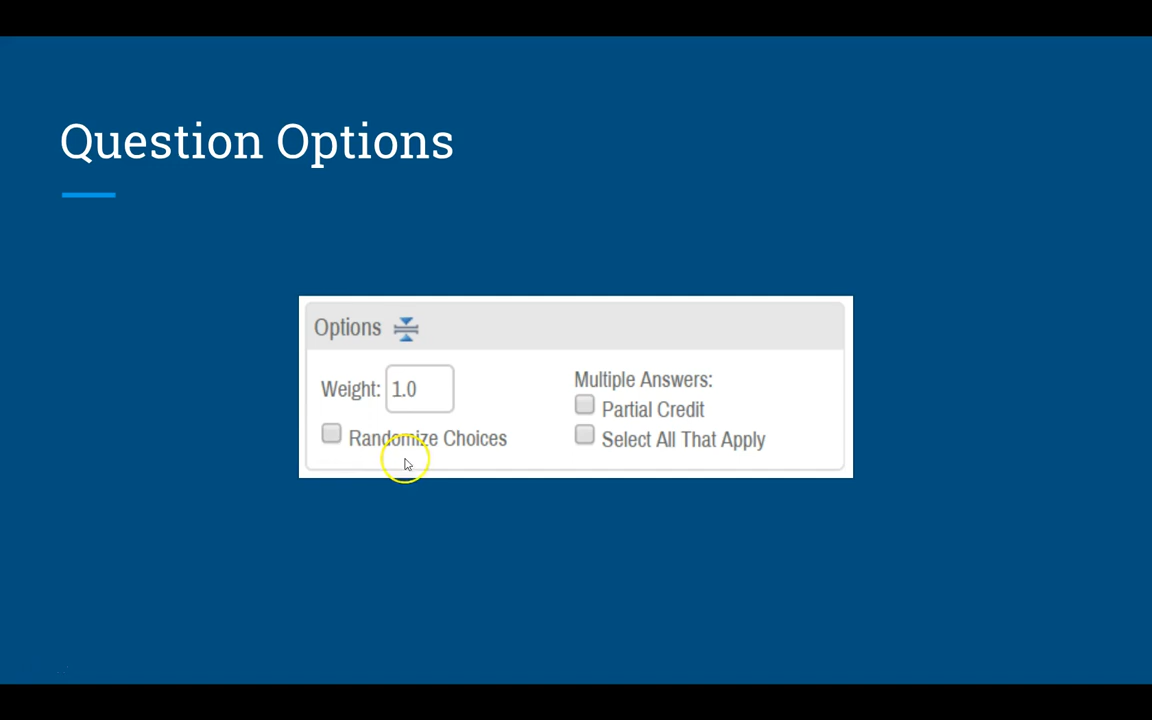 Question Options
Options
Weight: 1.0
Randomize Choices
Multiple Answers:
Partial Credit
Select All That Apply